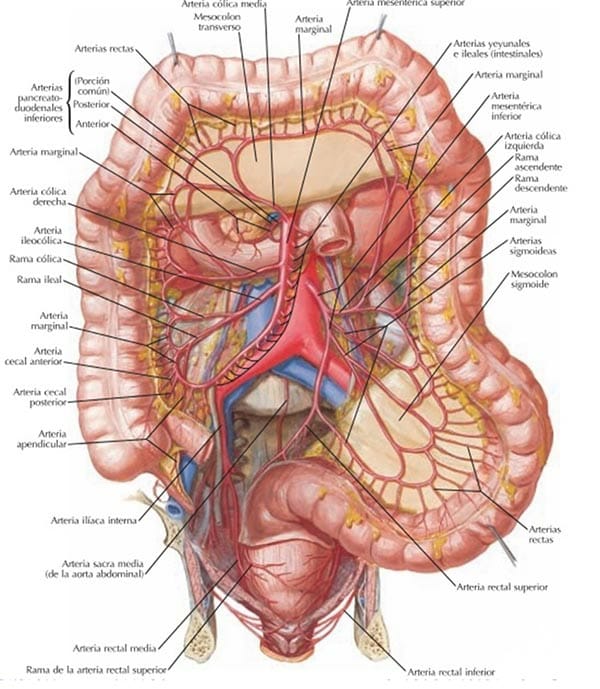 Arteria cólica media
Mesocolon
transverso
Arteria
marginal
Arteria mesentérica superior
Arterias rectas
Arterias
pancreato-
duodenales
inferiores
(Porción
común)
Posterior
Anterior
Arteria marginal
Arteria cólica
derecha
Arteria
ileocólica
Rama cólica
Rama ileal
Arteria
marginal
Arteria
cecal anterior
Arteria cecal
posterior
Arteria
apendicular
Arteria ilíaca interna
Arteria sacra media
(de la aorta abdominal)
Arteria rectal media
Rama de la arteria rectal superior
Arterias yeyunales
e ileales (intestinales)
Arteria marginal
Arteria
mesentérica
inferior
Arteria cólica
izquierda
Rama
ascendente
Rama
descendente
Arteria
marginal
Arterias
sigmoideas
Mesocolon
sigmoide
Arterias
rectas
Arteria rectal superior
Arteria rectal inferior